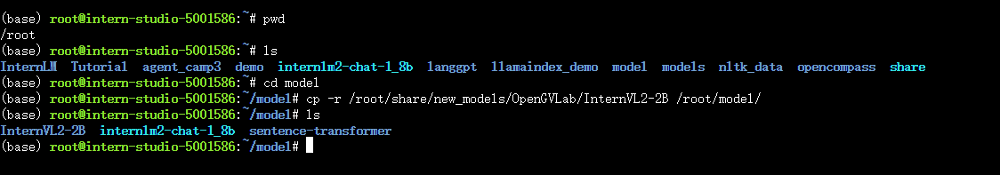 (base) root@intern-studio-5001586:~# pwd
/root
(base) root@intern-studio-5001586:~# ls
InternLM Tutorial agent_camp3 demo internlm2-chat-1_8b langgpt llamaindex_demo model models nltk_data opencompass share
(base) root@intern-studio-5001586:~# cd model
(base) root@intern-studio-5001586:~/model# cp -r /root/share/new_models/OpenGVLab/InternVL2-2B /root/model/
(base) root@intern-studio-5001586:~/model# ls
InternVL2-2B internlm2-chat-1_8b sentence-transformer
(base) root@intern-studio-5001586:~/model#